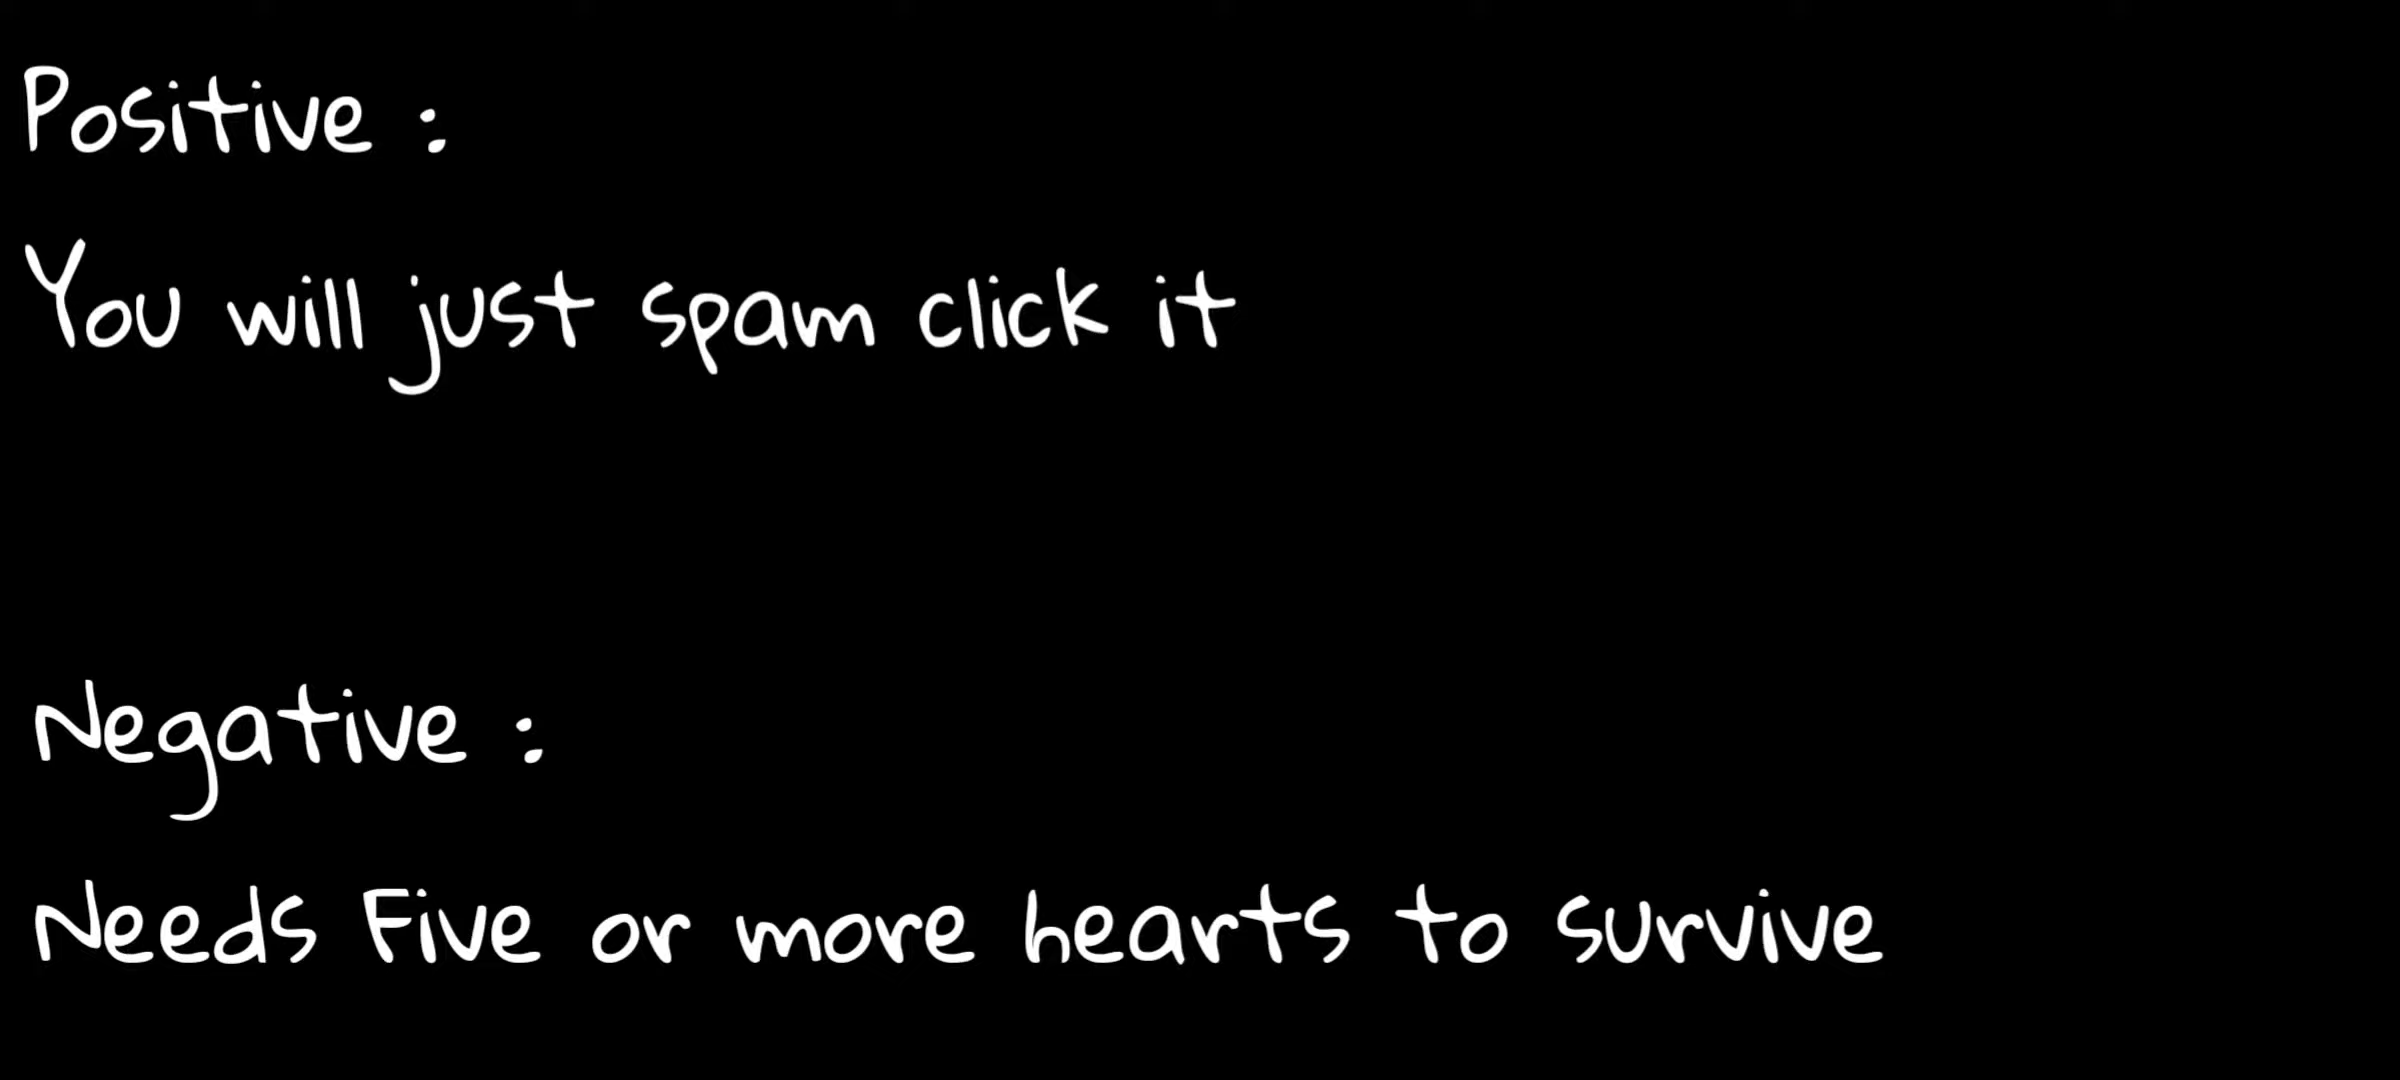 Positive :
You will just spam click it
Negative :
Needs Five or more hearts to survive